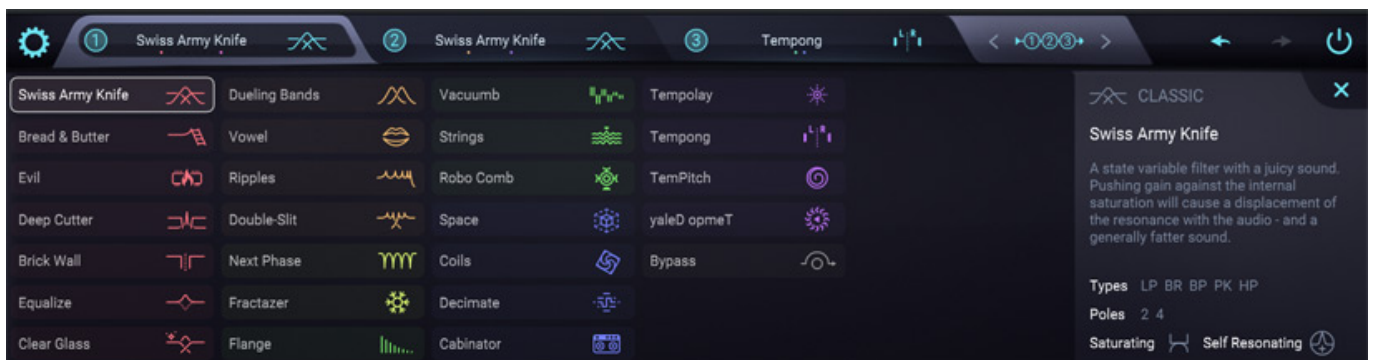 1 Swiss Army Knife 2 Swiss Army Knife 3 Tempong L R < 1 2 3 >
Swiss Army Knife Dueling Bands Vacuumb Tempolay
Bread & Butter Vowel Strings Tempong L R
Evil Ripples Robo Comb TemPitch
Deep Cutter Double-Slit Space yaleD opmeT
Brick Wall Next Phase Coils Bypass
Equalize Fractazer Decimate
Clear Glass Flange Cabinator
CLASSIC
Swiss Army Knife
A state variable filter with a juicy sound.
Pushing gain against the internal
saturation will cause a displacement of
the resonance with the audio - and a
generally fatter sound.
Types LP BR BP PK HP
Poles 2 4
Saturating Self Resonating